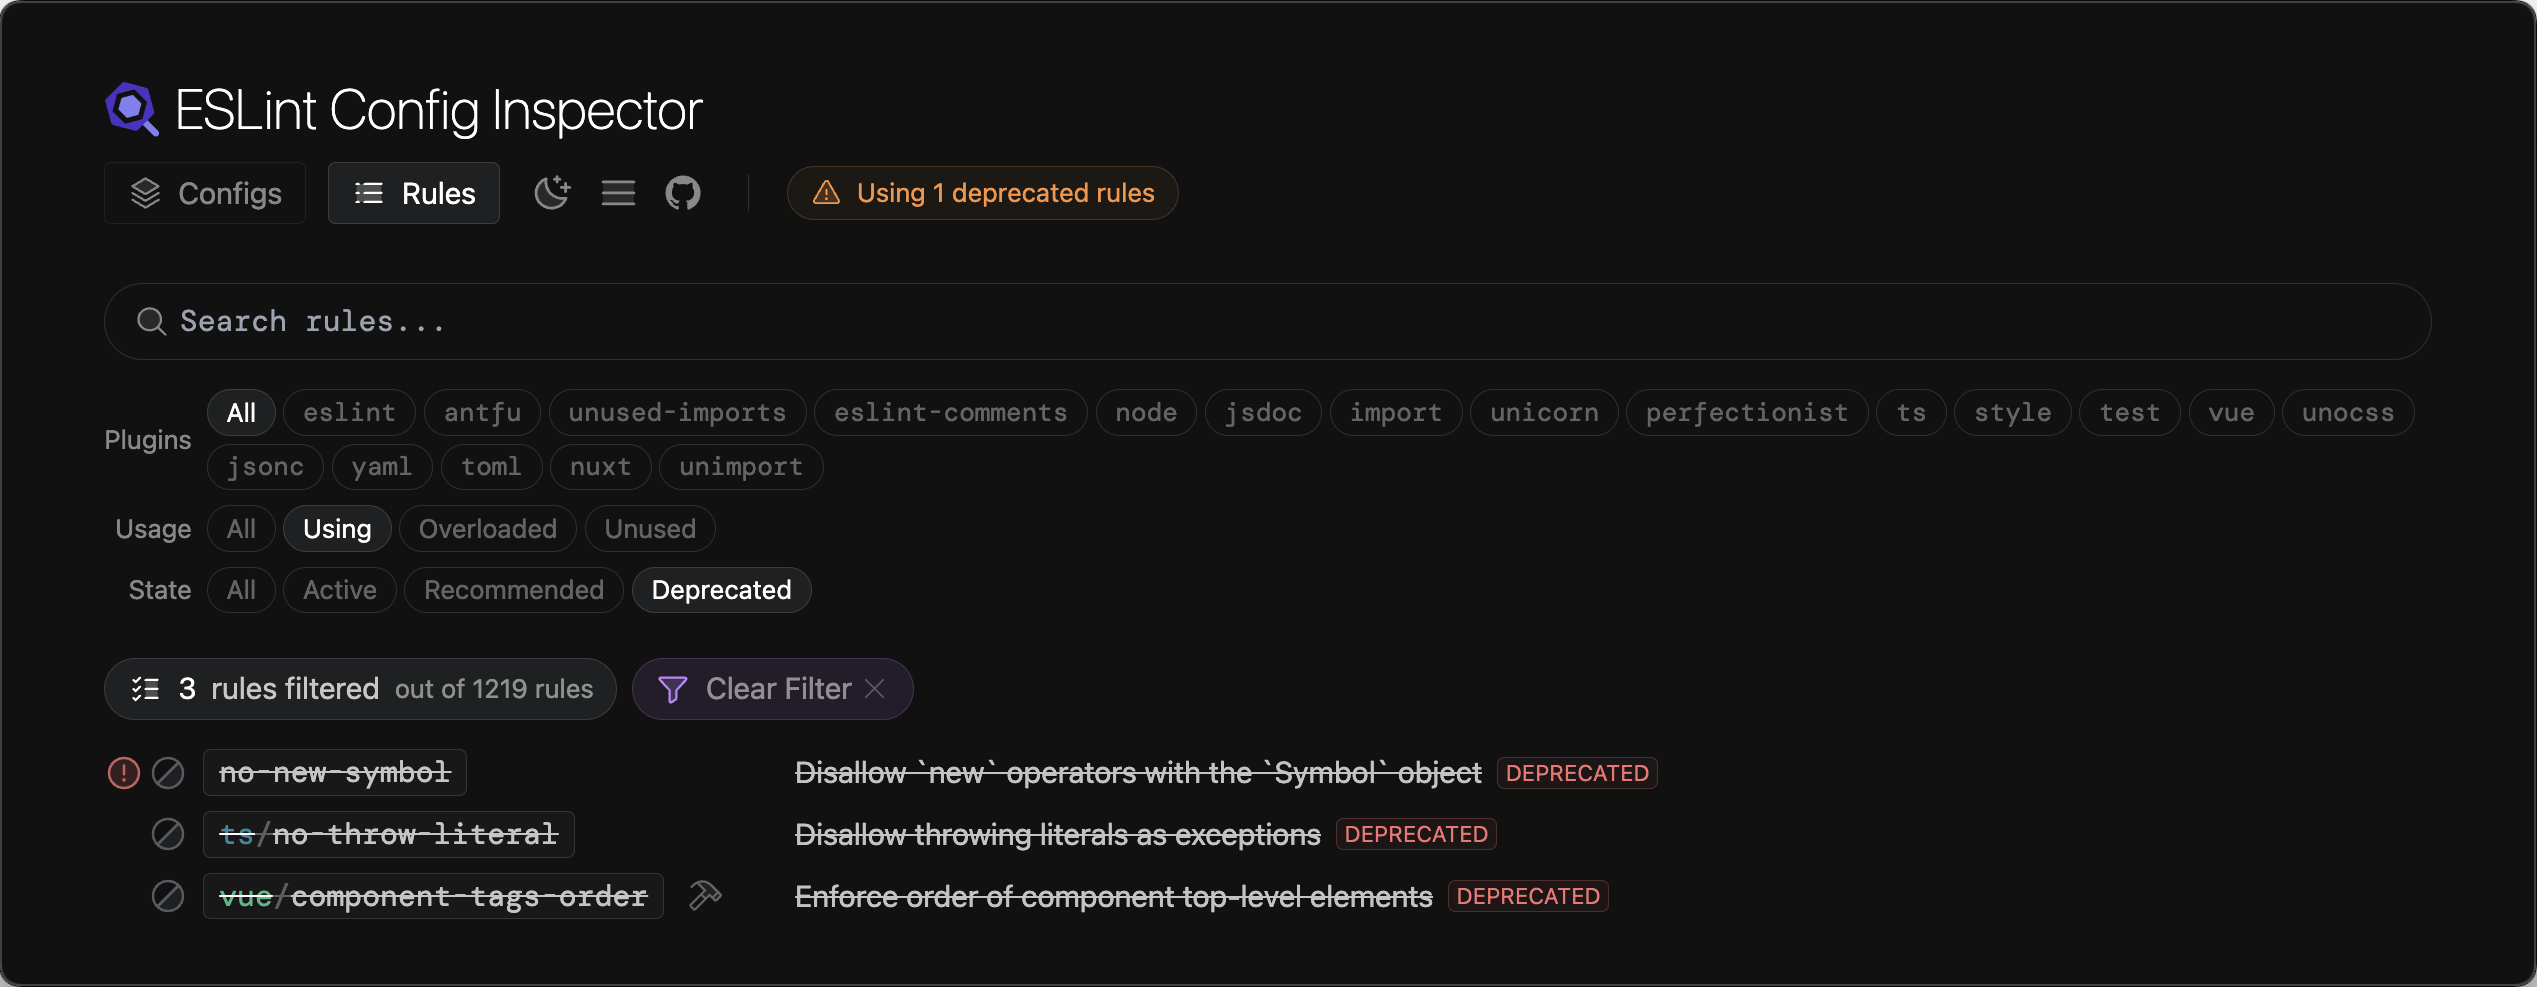 ESLint Config Inspector
Configs Rules Using 1 deprecated rules
Search rules...
Plugins
All eslint antfu unused-imports eslint-comments node jsdoc import unicorn perfectionist ts style test vue unocss
jsonc yaml toml nuxt unimport
Usage All Using Overloaded Unused
State All Active Recommended Deprecated
3 rules filtered out of 1219 rules Clear Filter
no-new-symbol Disallow `new` operators with the `Symbol` object DEPRECATED
ts/no-throw-literal Disallow throwing literals as exceptions DEPRECATED
vue/component-tags-order Enforce order of component top-level elements DEPRECATED